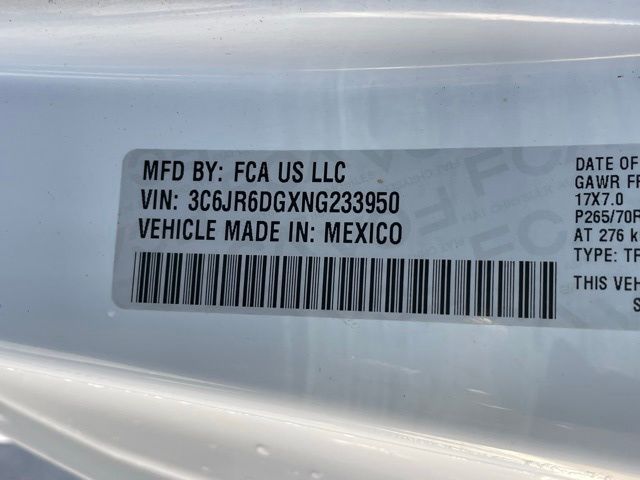 MFD BY: FCA US LLC
VIN: 3C6JR6DGXNG233950
VEHICLE MADE IN: MEXICO
DATE OF
GAWR FR
17X7.0
P265/70R
AT 276 k
TYPE: TR
THIS VEH
S